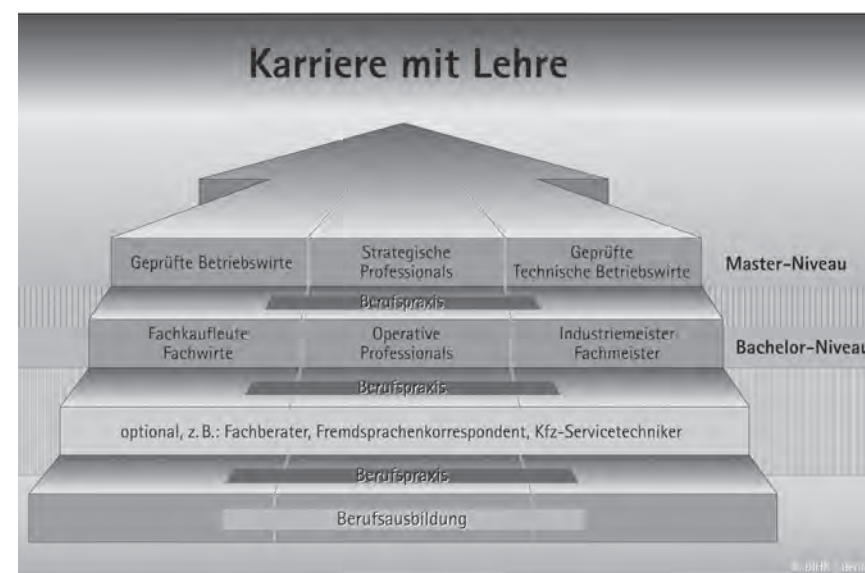 Karriere mit Lehre
Geprüfte Betriebswirte
Strategische
Professionals
Geprüfte
Technische Betriebswirte
Master-Niveau
Berufspraxis
Fachkaufleute
Fachwirte
Operative
Professionals
Industriemeister
Fachmeister
Bachelor-Niveau
Berufspraxis
optional, z. B.: Fachberater, Fremdsprachenkorrespondent, Kfz-Servicetechniker
Berufspraxis
Berufsausbildung
© DIHK